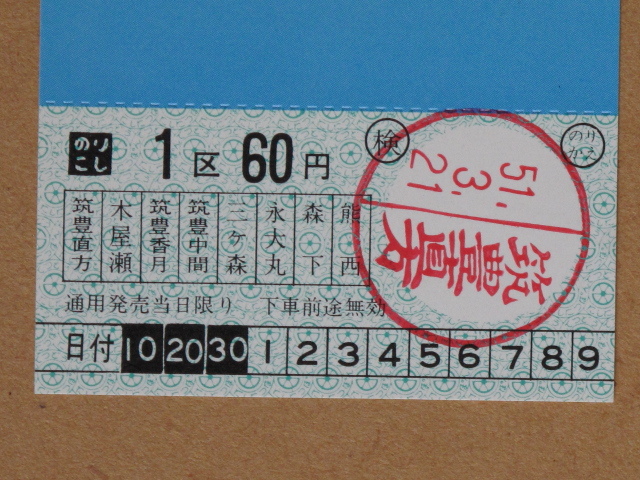 のりこし 1区 60円 検 のりかえ
筑豊直方 木屋瀬 筑豊香月 筑豊中間 三ケ森 永犬丸 森下 熊西
通用発売当日限り 下車前途無効
日付 10 20 30 1 2 3 4 5 6 7 8 9
51.3.21
筑豊直方